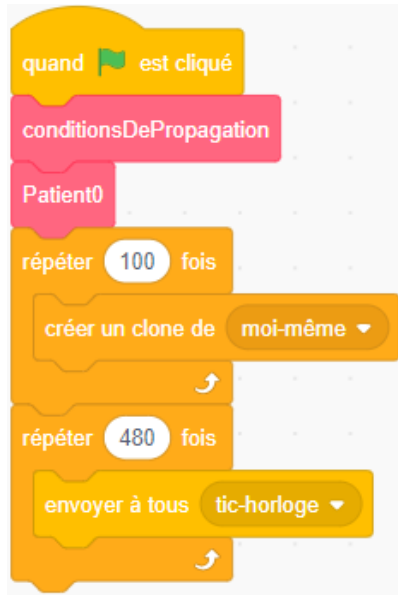 quand est cliqué
conditionsDePropagation
Patient0
répéter 100 fois
créer un clone de moi-même
répéter 480 fois
envoyer à tous tic-horloge